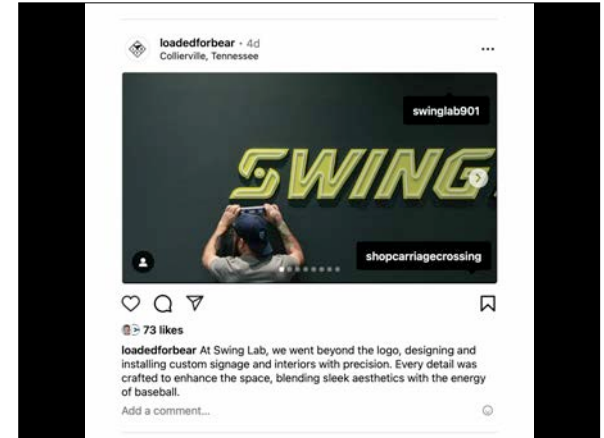 loadedforbear • 4d
Collierville, Tennessee
swinglab901
SWING
shopcarriagecrossing
73 likes
loadedforbear At Swing Lab, we went beyond the logo, designing and
installing custom signage and interiors with precision. Every detail was
crafted to enhance the space, blending sleek aesthetics with the energy
of baseball.
Add a comment...